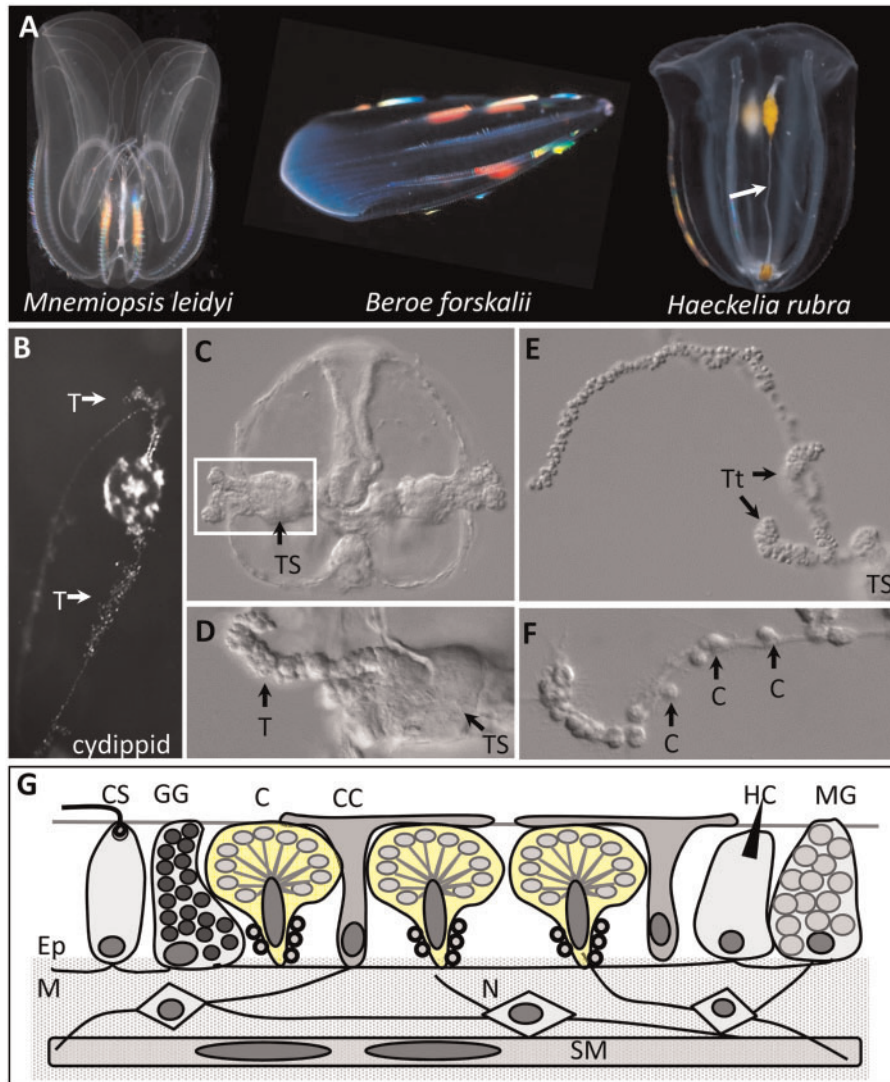 A
Mnemiopsis leidyi Beroe forskalii Haeckelia rubra
B
T
T
cydippid
C
TS
D
T
TS
E
Tt
TS
F
C
C
C
G
CS GG C CC HC MG
Ep
M
N
SM